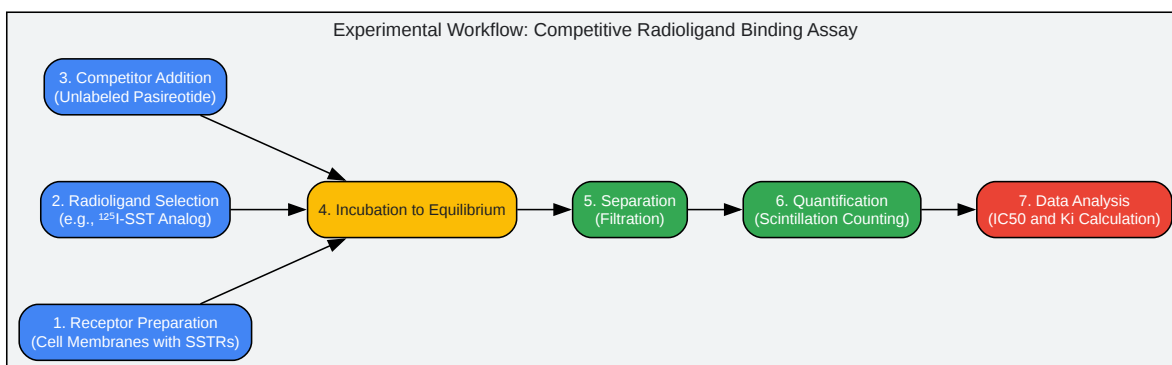 Experimental Workflow: Competitive Radioligand Binding Assay
3. Competitor Addition
(Unlabeled Pasireotide)
2. Radioligand Selection
(e.g., ¹²⁵I-SST Analog)
1. Receptor Preparation
(Cell Membranes with SSTRs)
4. Incubation to Equilibrium
5. Separation
(Filtration)
6. Quantification
(Scintillation Counting)
7. Data Analysis
(IC50 and Ki Calculation)